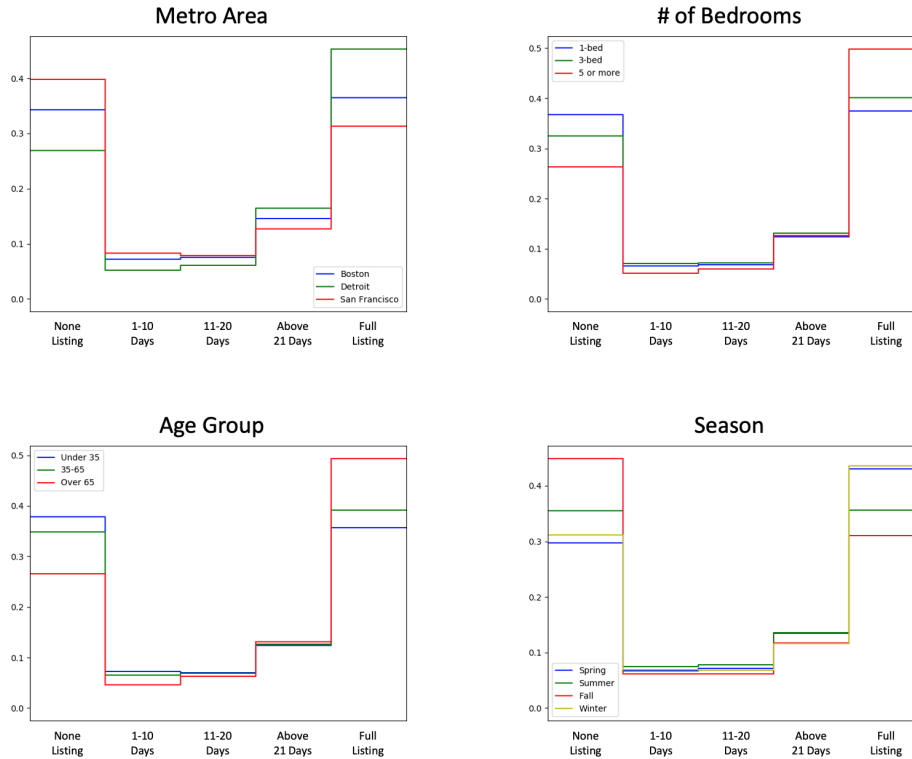 Metro Area
0.4
0.3
0.2
0.1
0.0
Boston
Detroit
San Francisco
None Listing
1-10 Days
11-20 Days
Above 21 Days
Full Listing
# of Bedrooms
0.5
0.4
0.3
0.2
0.1
0.0
1-bed
3-bed
5 or more
None Listing
1-10 Days
11-20 Days
Above 21 Days
Full Listing
Age Group
0.5
0.4
0.3
0.2
0.1
0.0
Under 35
35-65
Over 65
None Listing
1-10 Days
11-20 Days
Above 21 Days
Full Listing
Season
0.4
0.3
0.2
0.1
0.0
Spring
Summer
Fall
Winter
None Listing
1-10 Days
11-20 Days
Above 21 Days
Full Listing